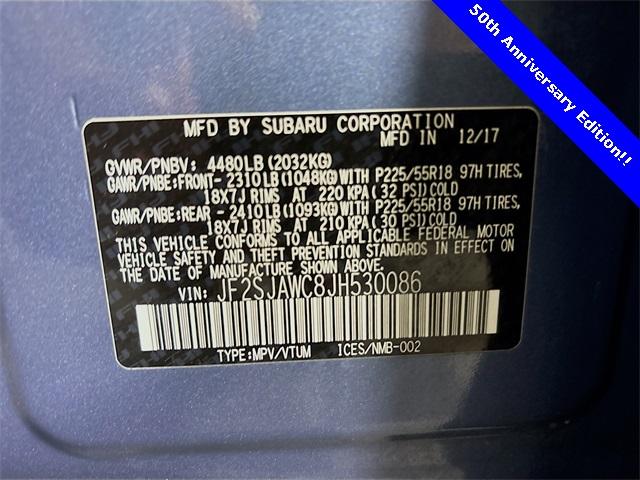 50th Anniversary Edition!!
MFD BY SUBARU CORPORATION
MFD IN 12/17
GVWR/PNBV: 4480LB (2032KG)
GAWR/PNBE:FRONT-2310LB(1048KG)WITH P225/55R18 97H TIRES,
18X7J RIMS AT 220 KPA(32 PSI)COLD
GAWR/PNBE:REAR -2410LB(1093KG)WITH P225/55R18 97H TIRES,
18X7J RIMS AT 210 KPA(30 PSI)COLD
THIS VEHICLE CONFORMS TO ALL APPLICABLE FEDERAL MOTOR
VEHICLE SAFETY AND THEFT PREVENTION STANDARDS IN EFFECT ON
THE DATE OF MANUFACTURE SHOWN ABOVE.
VIN: JF2SJAWC8JH530086
TYPE:MPV/VTUM ICES/NMB-002